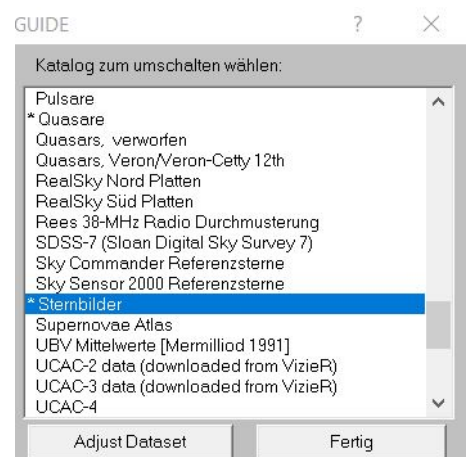 GUIDE ? ×
Katalog zum umschalten wählen:
Pulsare
* Quasare
Quasars, verworfen
Quasars, Veron/Veron-Cetty 12th
RealSky Nord Platten
RealSky Süd Platten
Rees 38-MHz Radio Durchmusterung
SDSS-7 (Sloan Digital Sky Survey 7)
Sky Commander Referenzsterne
Sky Sensor 2000 Referenzsterne
* Sternbilder
Supernovae Atlas
UBV Mittelwerte [Mermilliod 1991]
UCAC-2 data (downloaded from VizieR)
UCAC-3 data (downloaded from VizieR)
UCAC-4
Adjust Dataset Fertig